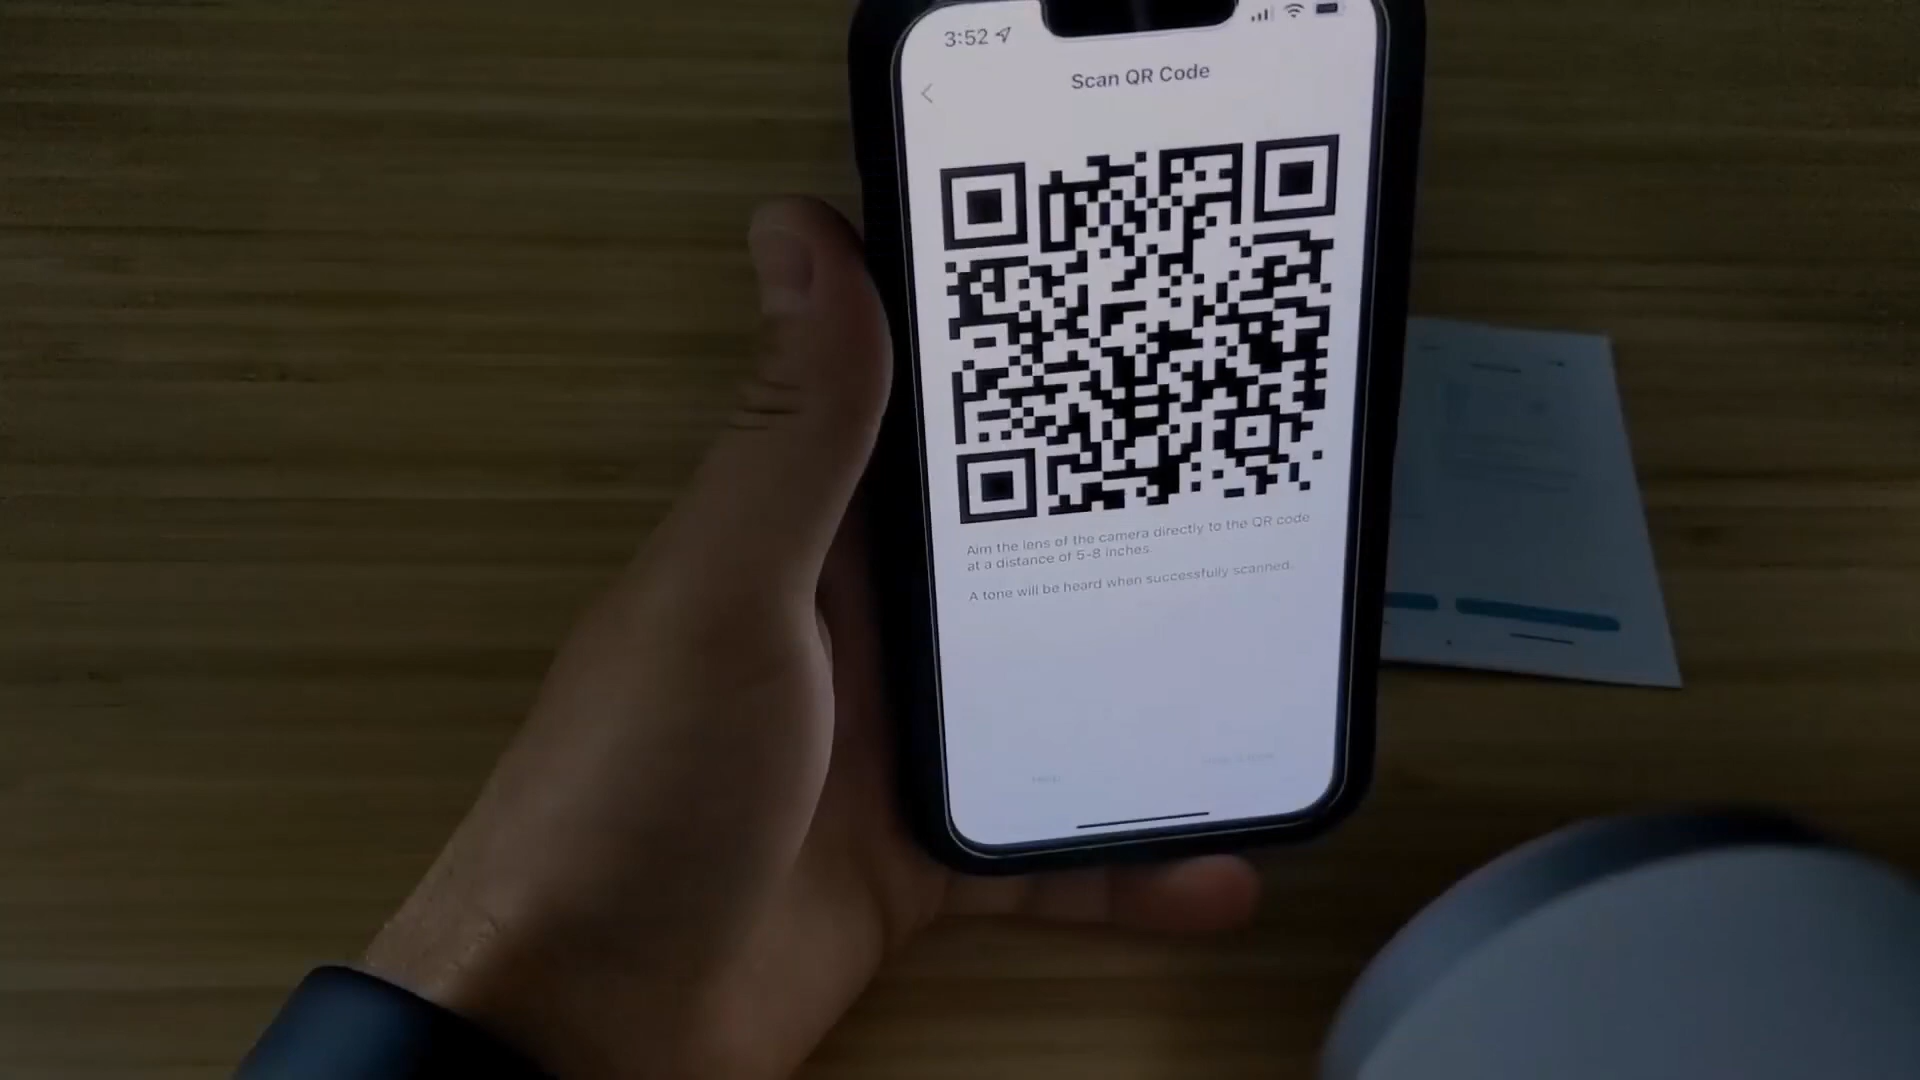 3:52
Scan QR Code
Aim the lens of the camera directly to the QR code
at a distance of 5-8 inches.
A tone will be heard when successfully scanned.